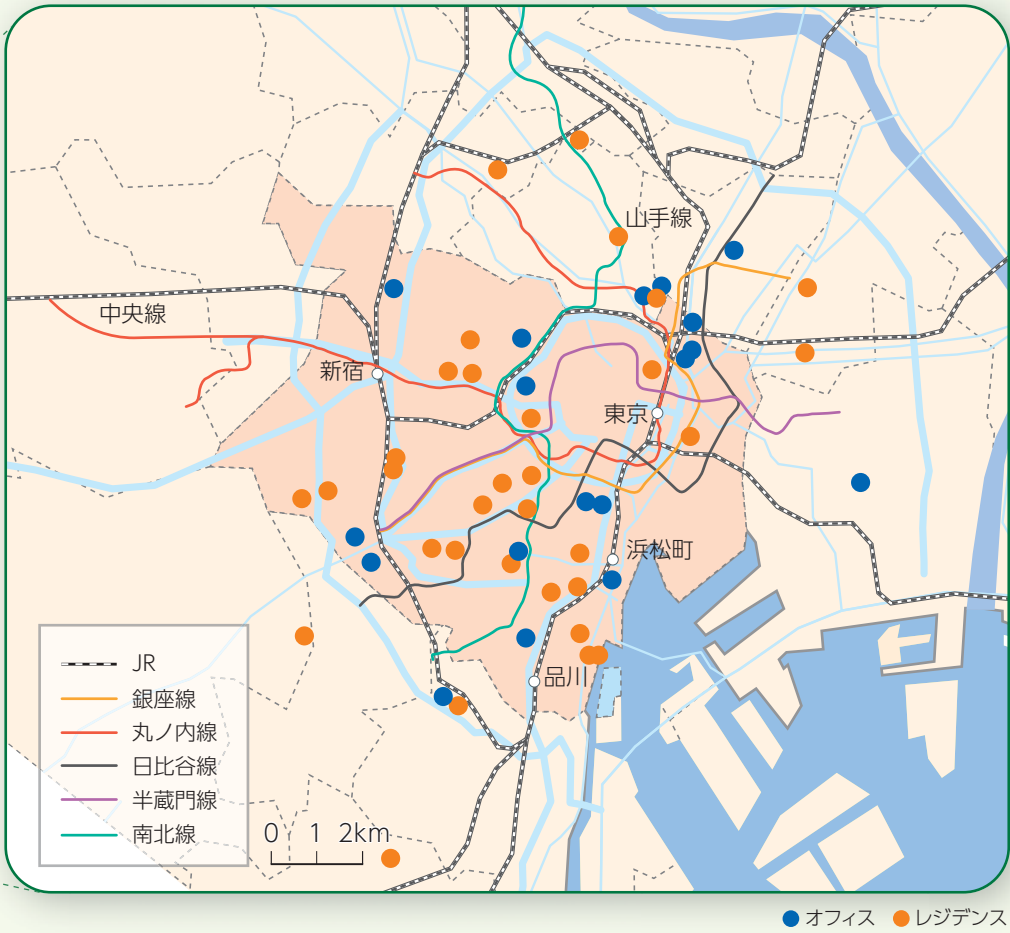 山手線
中央線
新宿
東京
浜松町
品川
JR
銀座線
丸ノ内線
日比谷線
半蔵門線
南北線
0 1 2km
オフィス レジデンス